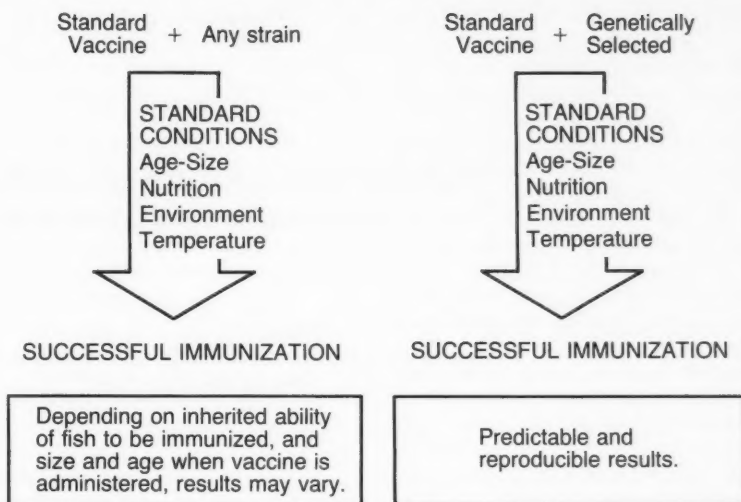 Standard
Vaccine + Any strain
STANDARD
CONDITIONS
Age-Size
Nutrition
Environment
Temperature
SUCCESSFUL IMMUNIZATION
Depending on inherited ability
of fish to be immunized, and
size and age when vaccine is
administered, results may vary.
Standard
Vaccine + Genetically
Selected
STANDARD
CONDITIONS
Age-Size
Nutrition
Environment
Temperature
SUCCESSFUL IMMUNIZATION
Predictable and
reproducible results.